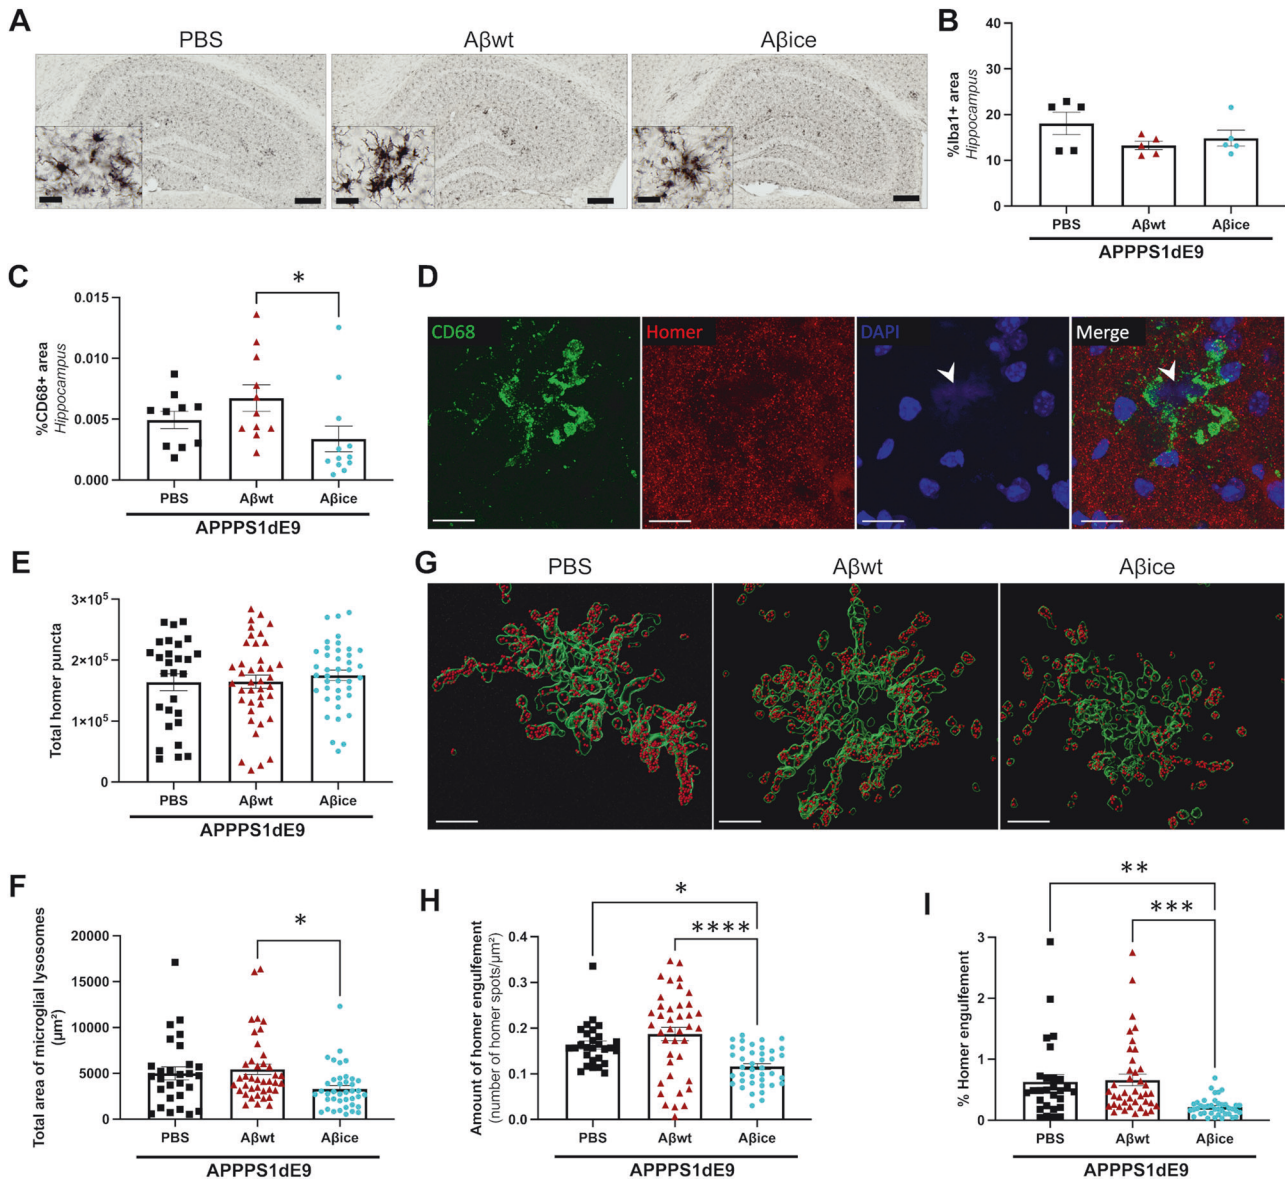 A
PBS
Aβwt
Aβice
B
%Iba1+ area
Hippocampus
40
30
20
10
0
PBS
Aβwt
Aβice
APPPS1dE9
C
%CD68+ area
Hippocampus
0.015
0.010
0.005
0.000
*
PBS
Aβwt
Aβice
APPPS1dE9
D
CD68
Homer
DAPI
Merge
E
Total homer puncta
3×10⁵
2×10⁵
1×10⁵
0
PBS
Aβwt
Aβice
APPPS1dE9
G
PBS
Aβwt
Aβice
F
Total area of microglial lysosomes
(µm²)
20000
15000
10000
5000
0
*
PBS
Aβwt
Aβice
APPPS1dE9
H
Amount of homer engulfement
(number of homer spots/µm²)
0.4
0.3
0.2
0.1
0.0
*
****
PBS
Aβwt
Aβice
APPPS1dE9
I
% Homer engulfement
3
2
1
0
**
***
PBS
Aβwt
Aβice
APPPS1dE9